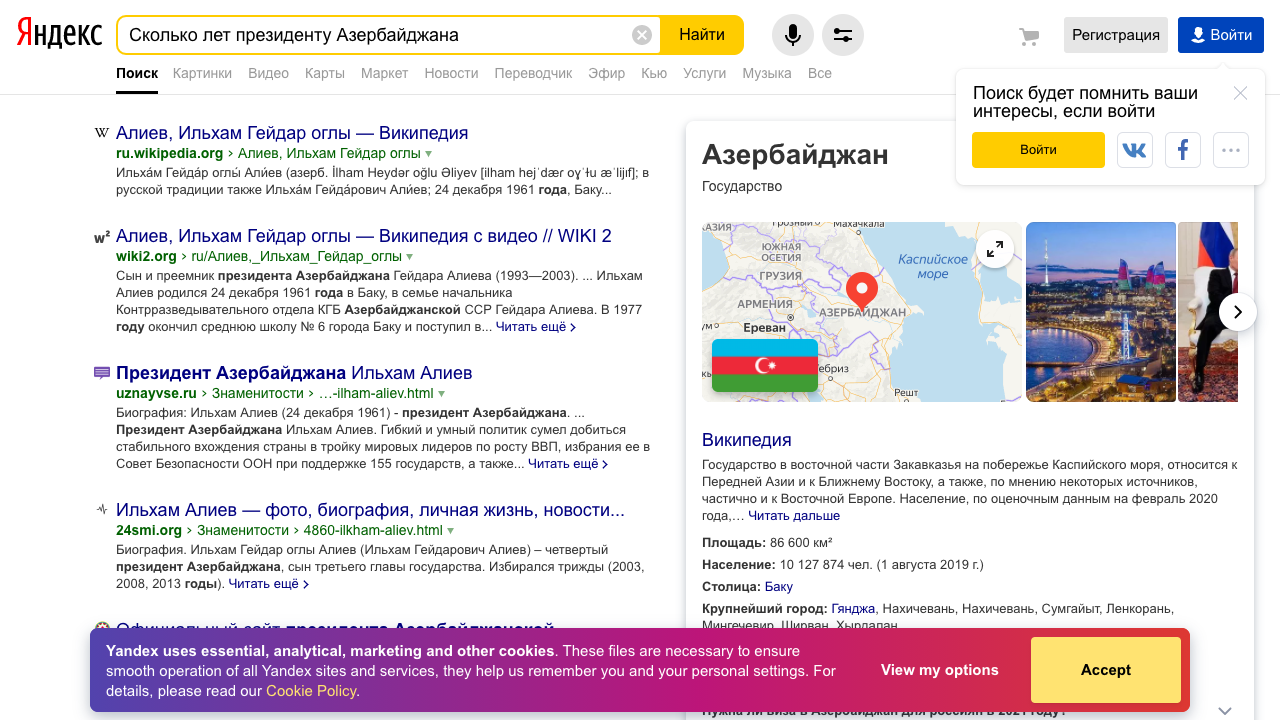 Яндекс
Сколько лет президенту Азербайджана
Найти
Регистрация
Войти
Поиск Картинки Видео Карты Маркет Новости Переводчик Эфир Кью Услуги Музыка Все
Поиск будет помнить ваши
интересы, если войти
Войти
Алиев, Ильхам Гейдар оглы — Википедия
ru.wikipedia.org › Алиев, Ильхам Гейдар оглы
Ильха́м Гейда́р оглы́ Али́ев (азерб. İlham Heydər oğlu Əliyev [ilham hejˈdær oɣˈɫu æˈlijɪf]; в
русской традиции также Ильха́м Гейда́рович Али́ев; 24 декабря 1961 года, Баку...
Алиев, Ильхам Гейдар оглы — Википедия с видео // WIKI 2
wiki2.org › ru/Алиев,_Ильхам_Гейдар_оглы
Сын и преемник президента Азербайджана Гейдара Алиева (1993—2003). ... Ильхам
Алиев родился 24 декабря 1961 года в Баку, в семье начальника
Контрразведывательного отдела КГБ Азербайджанской ССР Гейдара Алиева. В 1977
году окончил среднюю школу № 6 города Баку и поступил в... Читать ещё ›
Президент Азербайджана Ильхам Алиев
uznayvse.ru › Знаменитости › …-ilham-aliev.html
Биография: Ильхам Алиев (24 декабря 1961) - президент Азербайджана. ...
Президент Азербайджана Ильхам Алиев. Гибкий и умный политик сумел добиться
стабильного вхождения страны в тройку мировых лидеров по росту ВВП, избрания ее в
Совет Безопасности ООН при поддержке 155 государств, а также... Читать ещё ›
Ильхам Алиев — фото, биография, личная жизнь, новости...
24smi.org › Знаменитости › 4860-ilkham-aliev.html
Биография. Ильхам Гейдар оглы Алиев (Ильхам Гейдарович Алиев) – четвертый
президент Азербайджана, сын третьего главы государства. Избирался трижды (2003,
2008, 2013 годы). Читать ещё ›
Официальный сайт президента Азербайджанской
Азербайджан
Государство
Махачкала
ЮЖНАЯ
ОСЕТИЯ
ГРУЗИЯ
Каспийское
море
АРМЕНИЯ
АЗЕРБАЙДЖАН
Ереван
Решт
Википедия
Государство в восточной части Закавказья на побережье Каспийского моря, относится к
Передней Азии и к Ближнему Востоку, а также, по мнению некоторых источников,
частично и к Восточной Европе. Население, по оценочным данным на февраль 2020
года,… Читать дальше
Площадь: 86 600 км²
Население: 10 127 874 чел. (1 августа 2019 г.)
Столица: Баку
Крупнейший город: Гянджа, Нахичевань, Нахичевань, Сумгайыт, Ленкорань,
Мингечевир, Ширван, Хырдалан
Нужна ли виза в Азербайджан для россиян в 2021 году?
Yandex uses essential, analytical, marketing and other cookies. These files are necessary to ensure
smooth operation of all Yandex sites and services, they help us remember you and your personal settings. For
details, please read our Cookie Policy.
View my options
Accept